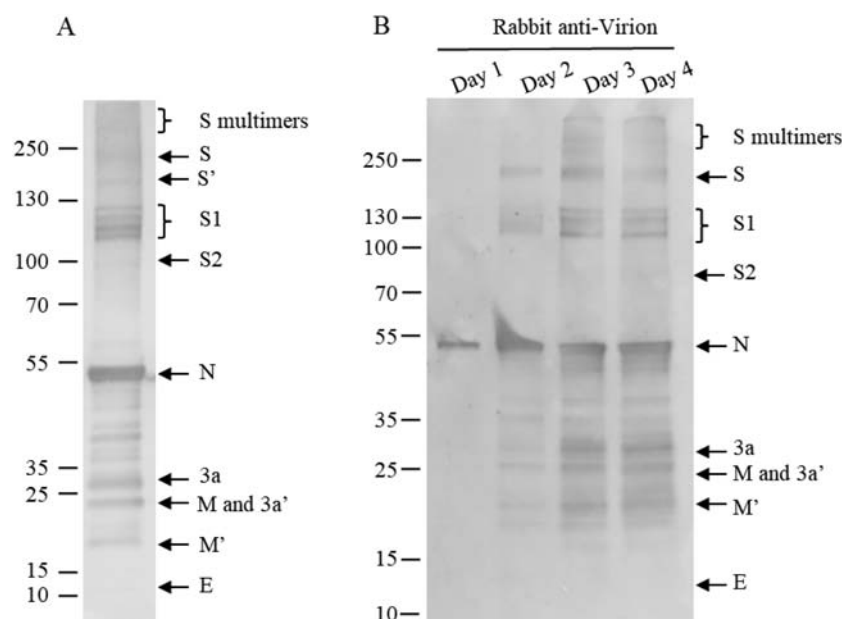 A
250
130
100
70
55
35
25
15
10
S multimers
S
S’
S1
S2
N
3a
M and 3a’
M’
E
B
Rabbit anti-Virion
Day 1 Day 2 Day 3 Day 4
250
130
100
70
55
35
25
15
10
S multimers
S
S1
S2
N
3a
M and 3a’
M’
E